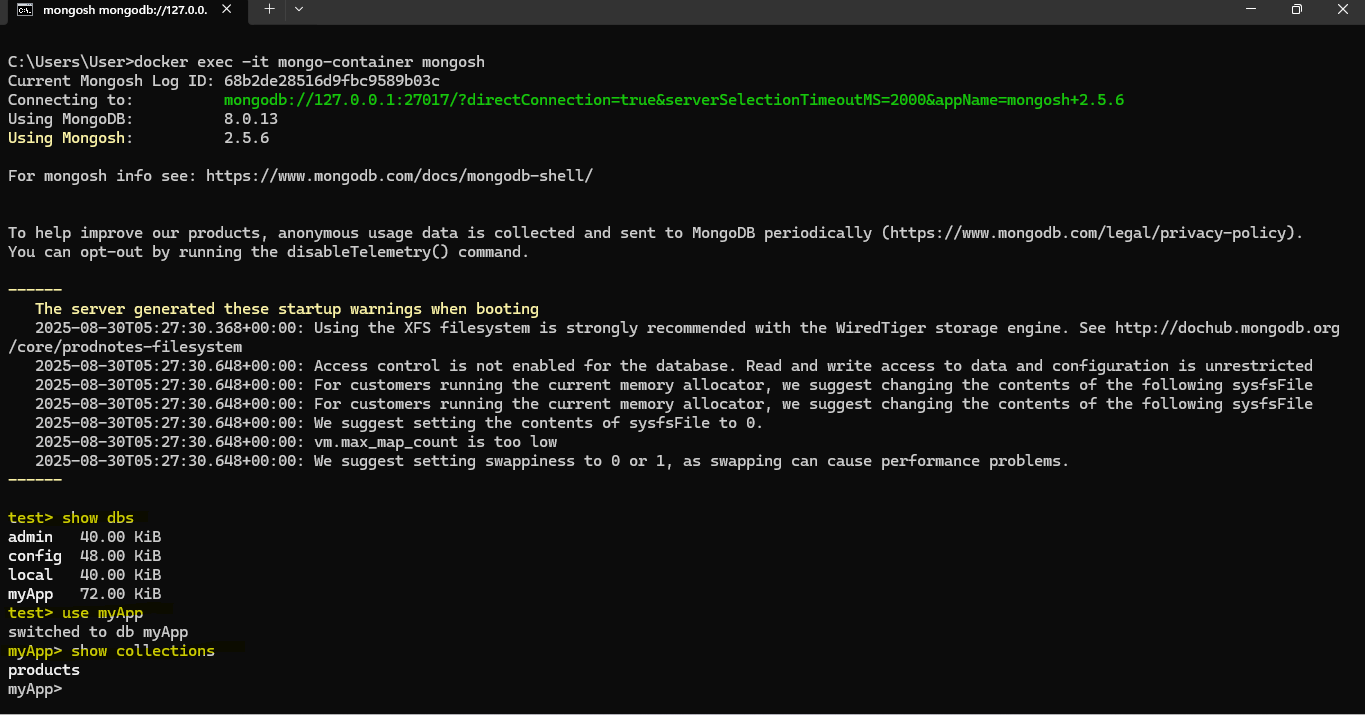 mongosh mongodb://127.0.0.
C:\Users\User>docker exec -it mongo-container mongosh
Current Mongosh Log ID: 68b2de28516d9fbc9589b03c
Connecting to: mongodb://127.0.0.1:27017/?directConnection=true&serverSelectionTimeoutMS=2000&appName=mongosh+2.5.6
Using MongoDB: 8.0.13
Using Mongosh: 2.5.6
For mongosh info see: https://www.mongodb.com/docs/mongodb-shell/
To help improve our products, anonymous usage data is collected and sent to MongoDB periodically (https://www.mongodb.com/legal/privacy-policy).
You can opt-out by running the disableTelemetry() command.
------
The server generated these startup warnings when booting
2025-08-30T05:27:30.368+00:00: Using the XFS filesystem is strongly recommended with the WiredTiger storage engine. See http://dochub.mongodb.org
/core/prodnotes-filesystem
2025-08-30T05:27:30.648+00:00: Access control is not enabled for the database. Read and write access to data and configuration is unrestricted
2025-08-30T05:27:30.648+00:00: For customers running the current memory allocator, we suggest changing the contents of the following sysfsFile
2025-08-30T05:27:30.648+00:00: For customers running the current memory allocator, we suggest changing the contents of the following sysfsFile
2025-08-30T05:27:30.648+00:00: We suggest setting the contents of sysfsFile to 0.
2025-08-30T05:27:30.648+00:00: vm.max_map_count is too low
2025-08-30T05:27:30.648+00:00: We suggest setting swappiness to 0 or 1, as swapping can cause performance problems.
------
test> show dbs
admin 40.00 KiB
config 48.00 KiB
local 40.00 KiB
myApp 72.00 KiB
test> use myApp
switched to db myApp
myApp> show collections
products
myApp>